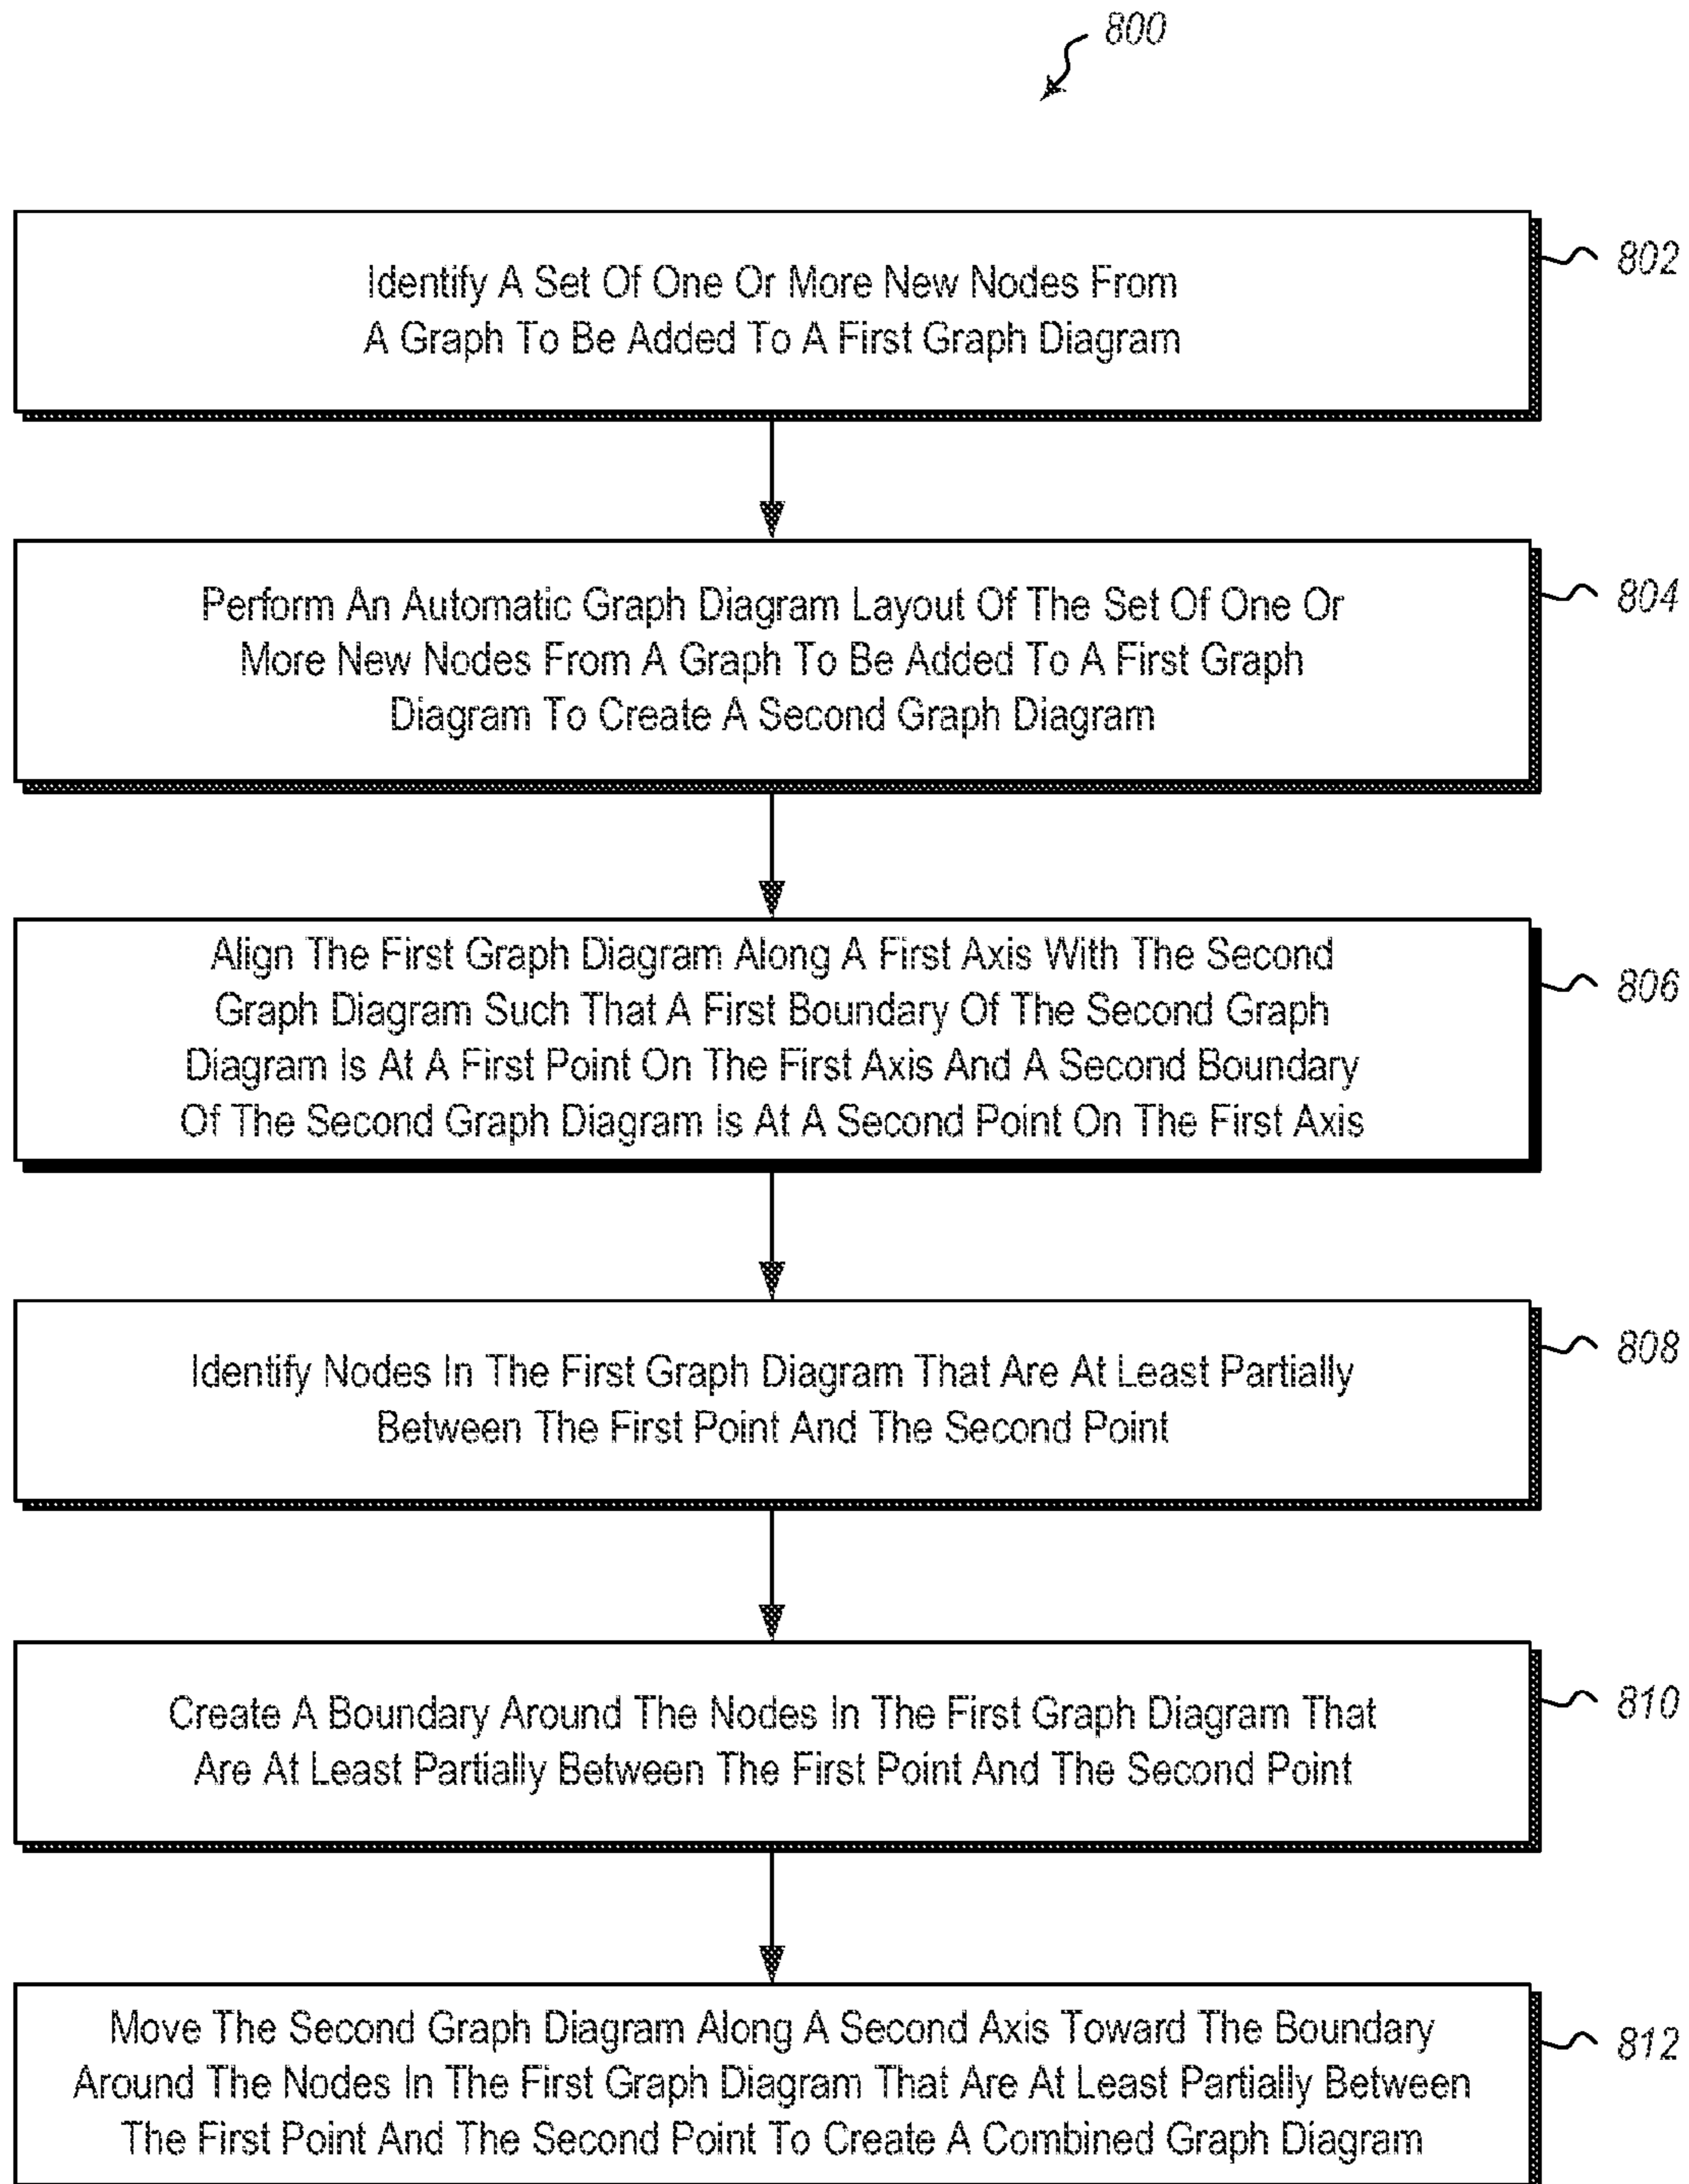 800
Identify A Set Of One Or More New Nodes From
A Graph To Be Added To A First Graph Diagram
802
Perform An Automatic Graph Diagram Layout Of The Set Of One Or
More New Nodes From A Graph To Be Added To A First Graph
Diagram To Create A Second Graph Diagram
804
Align The First Graph Diagram Along A First Axis With The Second
Graph Diagram Such That A First Boundary Of The Second Graph
Diagram Is At A First Point On The First Axis And A Second Boundary
Of The Second Graph Diagram Is At A Second Point On The First Axis
806
Identify Nodes In The First Graph Diagram That Are At Least Partially
Between The First Point And The Second Point
808
Create A Boundary Around The Nodes In The First Graph Diagram That
Are At Least Partially Between The First Point And The Second Point
810
Move The Second Graph Diagram Along A Second Axis Toward The Boundary
Around The Nodes In The First Graph Diagram That Are At Least Partially Between
The First Point And The Second Point To Create A Combined Graph Diagram
812